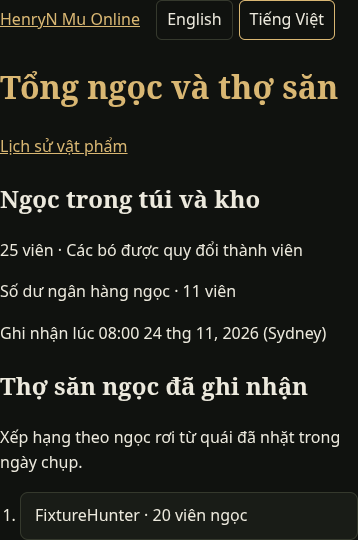 HenryN Mu Online English Tiếng Việt
Tổng ngọc và thợ săn
Lịch sử vật phẩm
Ngọc trong túi và kho
25 viên · Các bó được quy đổi thành viên
Số dư ngân hàng ngọc · 11 viên
Ghi nhận lúc 08:00 24 thg 11, 2026 (Sydney)
Thợ săn ngọc đã ghi nhận
Xếp hạng theo ngọc rơi từ quái đã nhặt trong
ngày chụp.
1. FixtureHunter · 20 viên ngọc